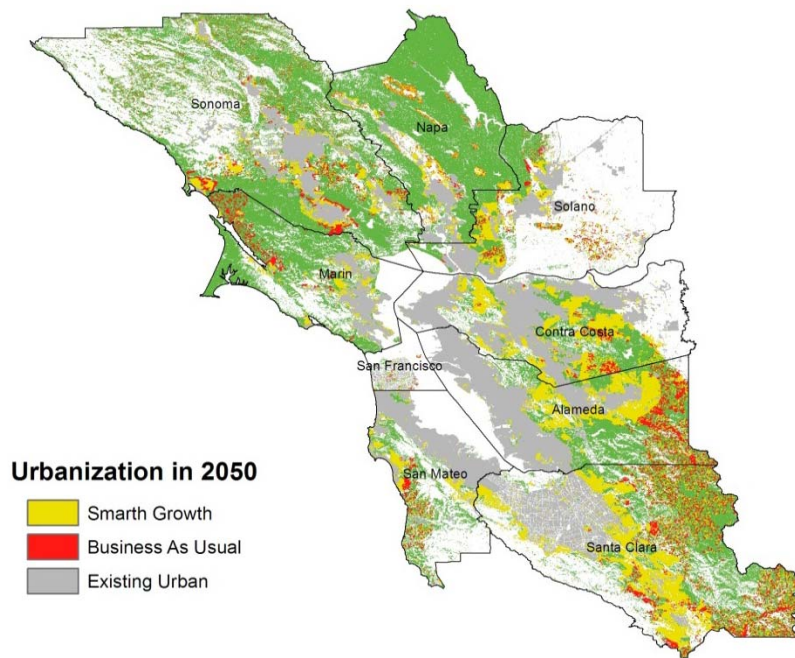 Sonoma
Napa
Solano
Marin
Contra Costa
San Francisco
Alameda
San Mateo
Santa Clara
Urbanization in 2050
Smarth Growth
Business As Usual
Existing Urban